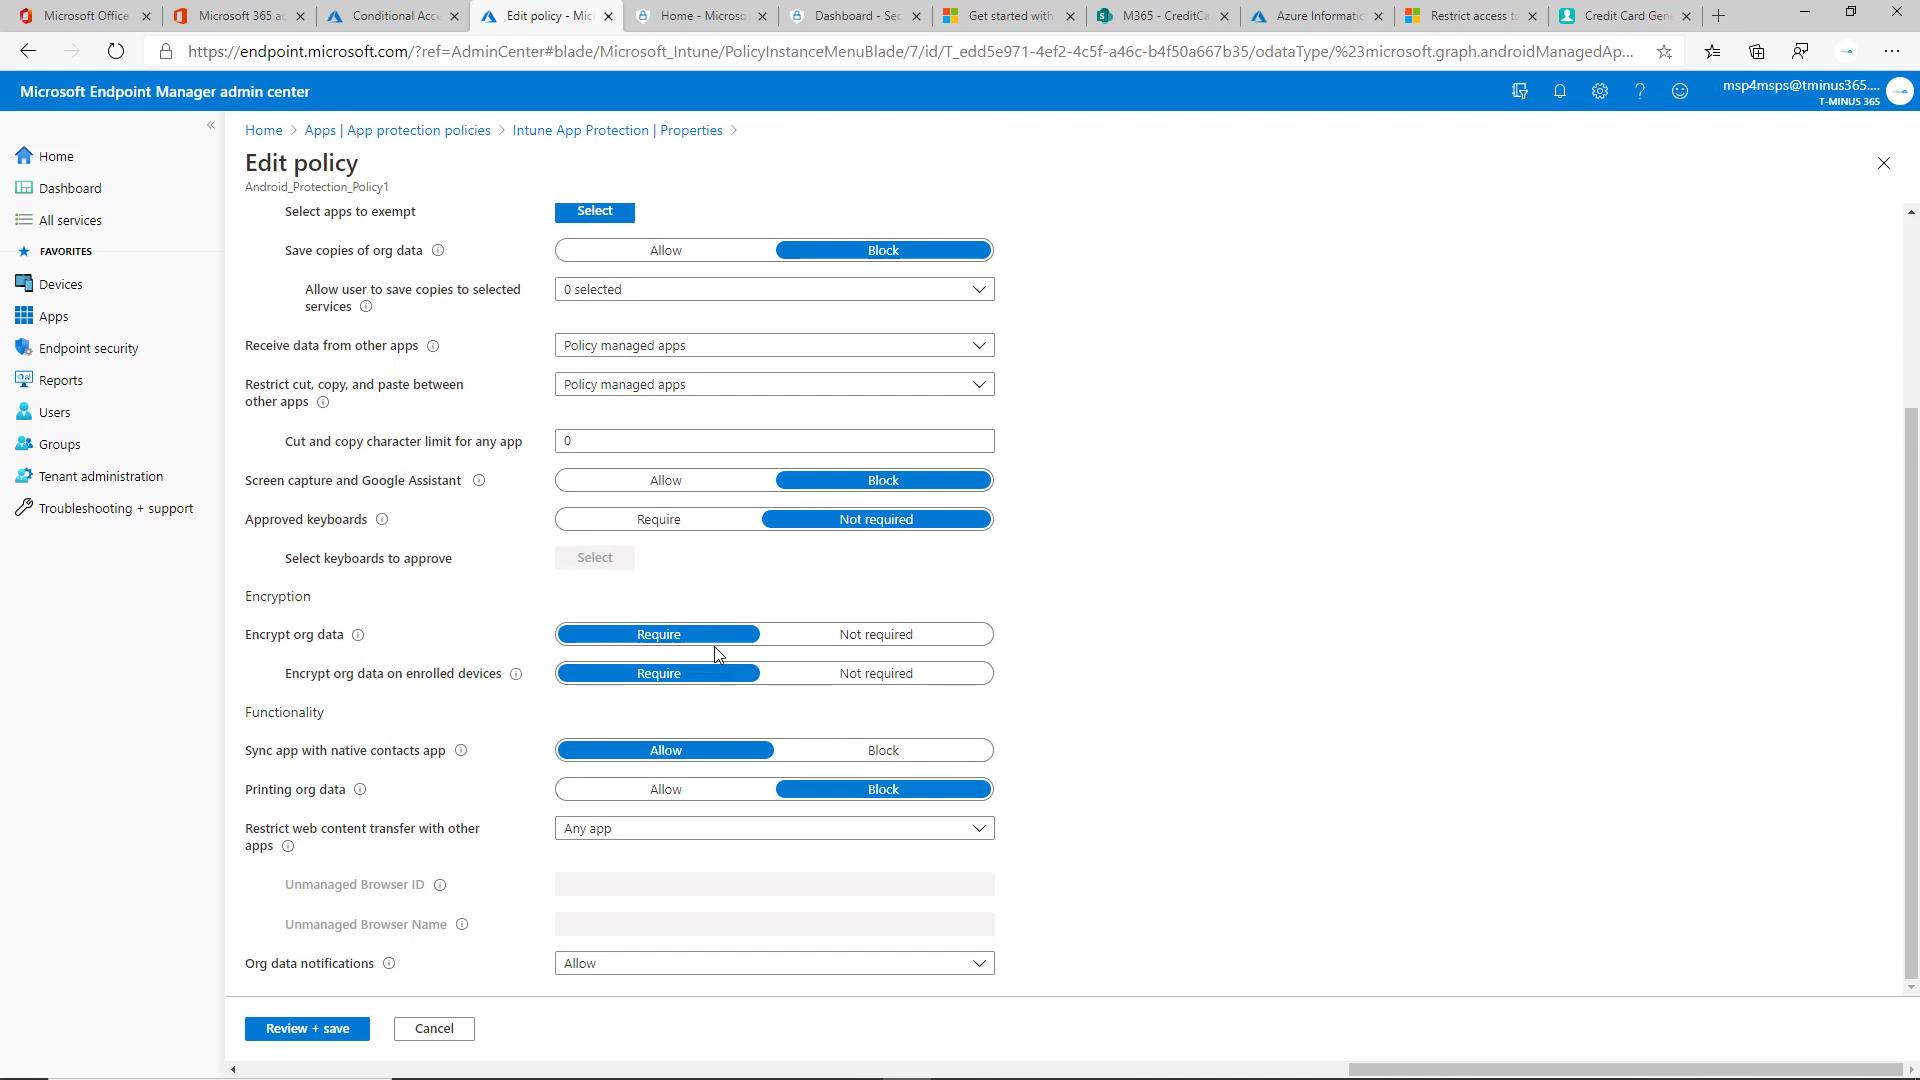 Microsoft Office
Microsoft 365 ac
Conditional Acce
Edit policy - Mic
Home - Microso
Dashboard - Sec
Get started with
M365 - CreditCa
Azure Informatic
Restrict access to
Credit Card Gen
https://endpoint.microsoft.com/?ref=AdminCenter#blade/Microsoft_Intune/PolicyInstanceMenuBlade/7/id/T_edd5e971-4ef2-4c5f-a46c-b4f50a667b35/odataType/%23microsoft.graph.androidManagedAp...
Microsoft Endpoint Manager admin center
msp4msps@tminus365....
T-MINUS 365
Home
Dashboard
All services
FAVORITES
Devices
Apps
Endpoint security
Reports
Users
Groups
Tenant administration
Troubleshooting + support
Home > Apps | App protection policies > Intune App Protection | Properties >
Edit policy
Android_Protection_Policy1
Select apps to exempt
Select
Save copies of org data
Allow
Block
Allow user to save copies to selected
services
0 selected
Receive data from other apps
Policy managed apps
Restrict cut, copy, and paste between
other apps
Policy managed apps
Cut and copy character limit for any app
0
Screen capture and Google Assistant
Allow
Block
Approved keyboards
Require
Not required
Select keyboards to approve
Select
Encryption
Encrypt org data
Require
Not required
Encrypt org data on enrolled devices
Require
Not required
Functionality
Sync app with native contacts app
Allow
Block
Printing org data
Allow
Block
Restrict web content transfer with other
apps
Any app
Unmanaged Browser ID
Unmanaged Browser Name
Org data notifications
Allow
Review + save
Cancel